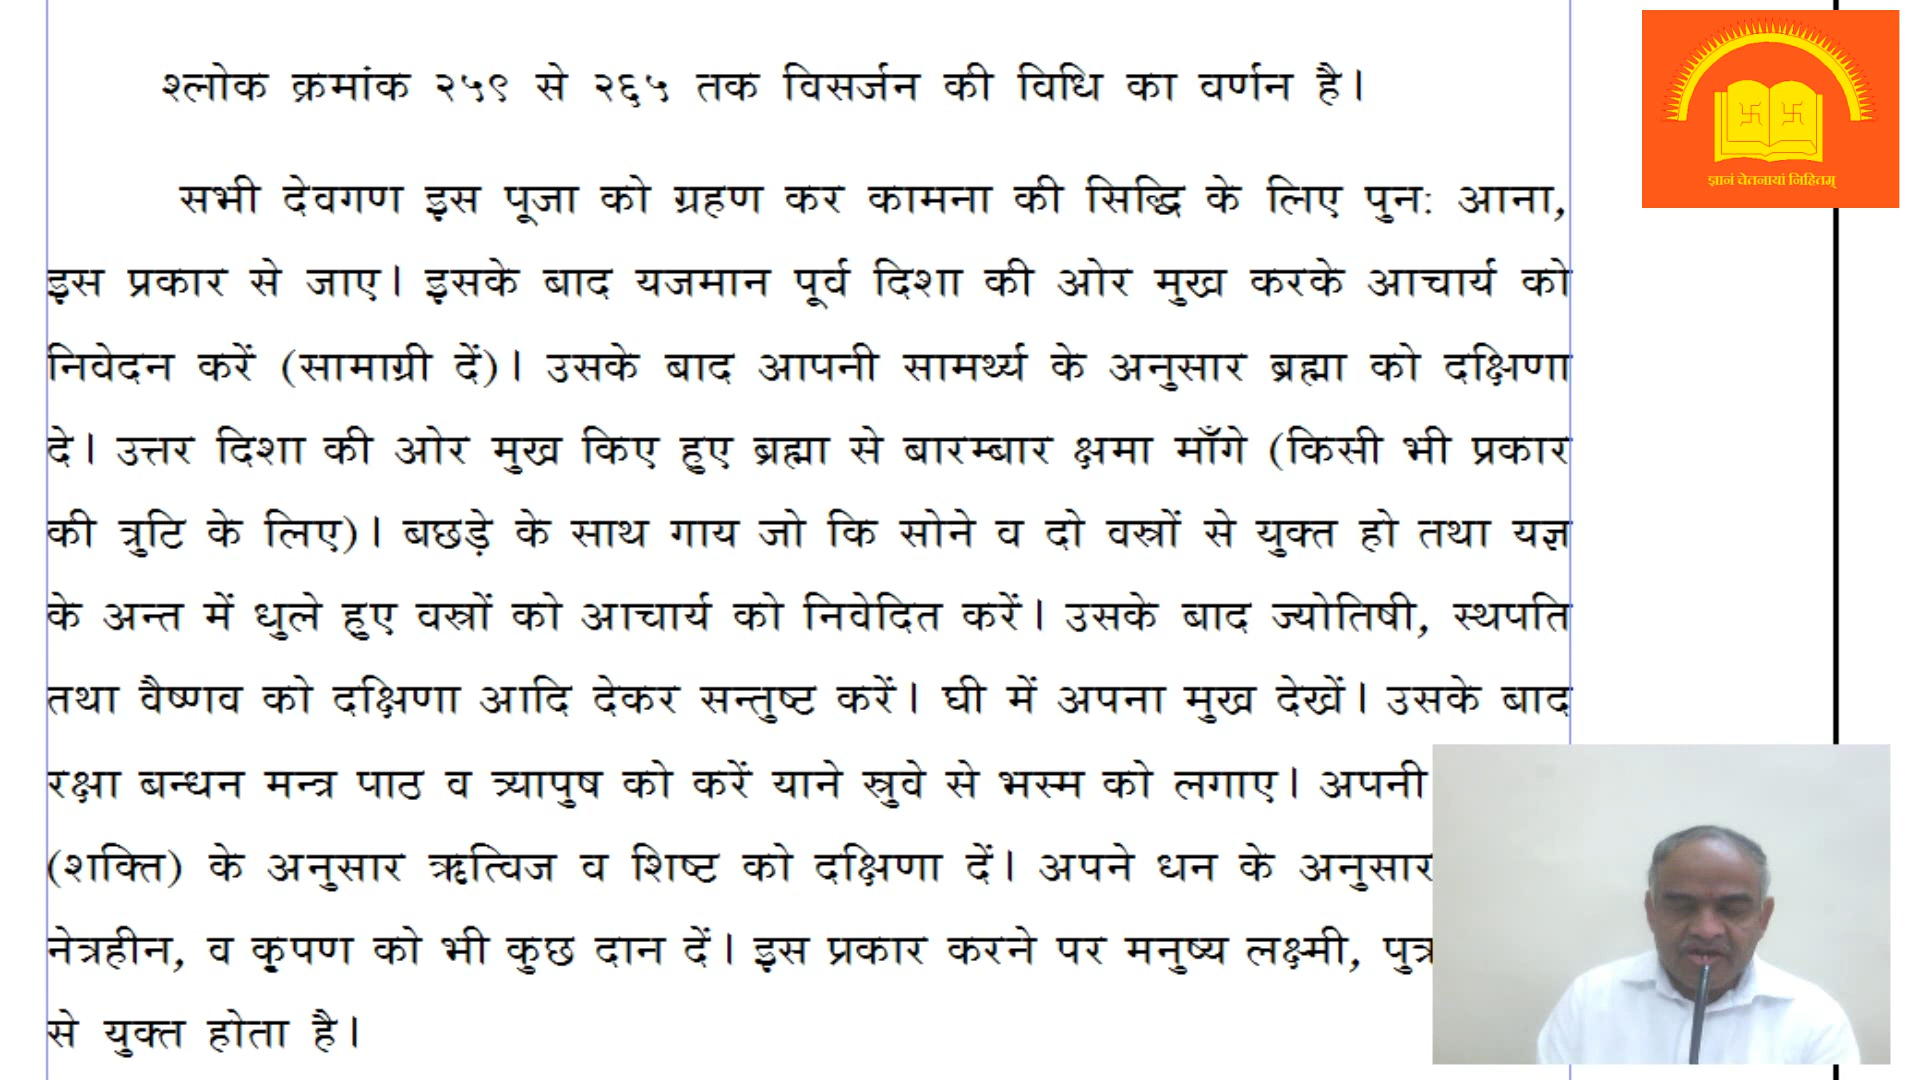 श्लोक क्रमांक २५९ से २६५ तक विसर्जन की विधि का वर्णन है।
ज्ञानं चेतनायां निहितम्
सभी देवगण इस पूजा को ग्रहण कर कामना की सिद्धि के लिए पुनः आना,
इस प्रकार से जाए। इसके बाद यजमान पूर्व दिशा की ओर मुख करके आचार्य को
निवेदन करें (सामाग्री दें)। उसके बाद आपनी सामर्थ्य के अनुसार ब्रह्मा को दक्षिणा
दे। उत्तर दिशा की ओर मुख किए हुए ब्रह्मा से बारम्बार क्षमा माँगे (किसी भी प्रकार
की त्रुटि के लिए)। बछड़े के साथ गाय जो कि सोने व दो वस्त्रों से युक्त हो तथा यज्ञ
के अन्त में धुले हुए वस्त्रों को आचार्य को निवेदित करें। उसके बाद ज्योतिषी, स्थपति
तथा वैष्णव को दक्षिणा आदि देकर सन्तुष्ट करें। घी में अपना मुख देखें। उसके बाद
रक्षा बन्धन मन्त्र पाठ व त्र्यापुष को करें याने स्रुवे से भस्म को लगाए। अपनी
(शक्ति) के अनुसार ऋत्विज व शिष्ट को दक्षिणा दें। अपने धन के अनुसार
नेत्रहीन, व कृपण को भी कुछ दान दें। इस प्रकार करने पर मनुष्य लक्ष्मी, पुत्र
से युक्त होता है।